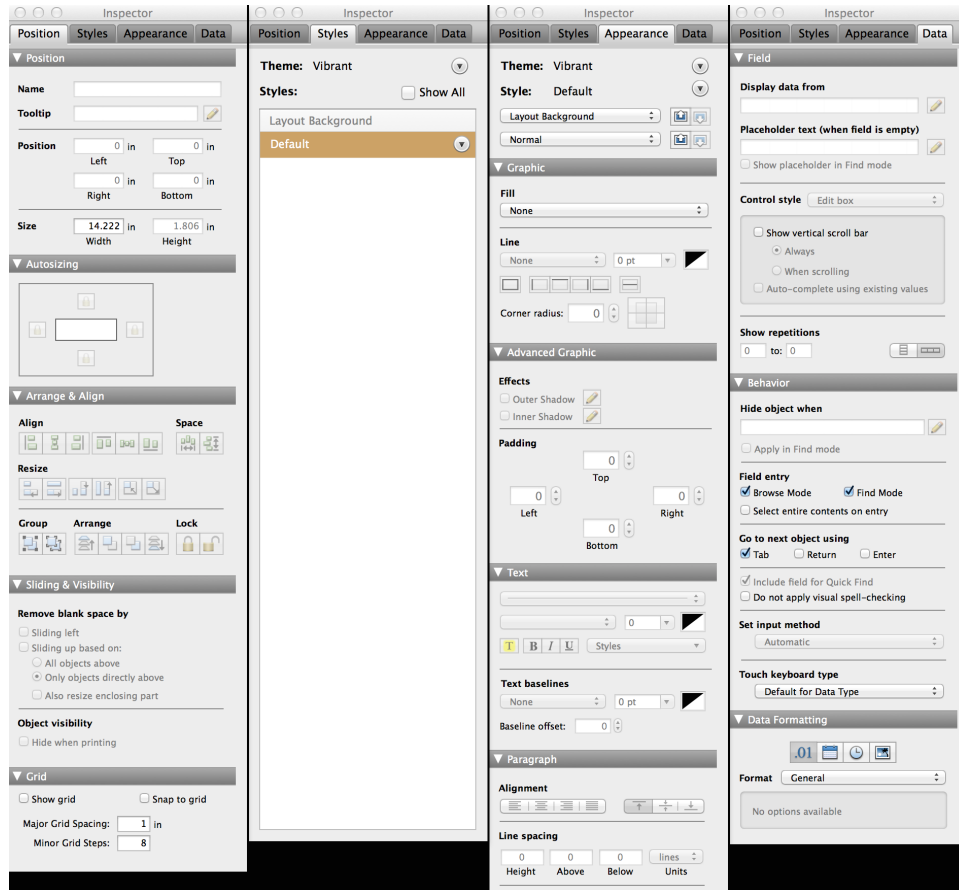 Inspector
Position Styles Appearance Data
Position
Name
Tooltip
Position 0 in 0 in
Left Top
0 in 0 in
Right Bottom
Size 14.222 in 1.806 in
Width Height
Autosizing
Arrange & Align
Align Space
Resize
Group Arrange Lock
Sliding & Visibility
Remove blank space by
Sliding left
Sliding up based on:
All objects above
Only objects directly above
Also resize enclosing part
Object visibility
Hide when printing
Grid
Show grid Snap to grid
Major Grid Spacing: 1 in
Minor Grid Steps: 8
Inspector
Position Styles Appearance Data
Theme: Vibrant
Styles: Show All
Layout Background
Default
Inspector
Position Styles Appearance Data
Theme: Vibrant
Style: Default
Layout Background
Normal
Graphic
Fill
None
Line
None 0 pt
Corner radius: 0
Advanced Graphic
Effects
Outer Shadow
Inner Shadow
Padding
0
Top
0 0
Left Right
0
Bottom
Text
0
T B I U Styles
Text baselines
None 0 pt
Baseline offset: 0
Paragraph
Alignment
Line spacing
0 0 0 lines
Height Above Below Units
Inspector
Position Styles Appearance Data
Field
Display data from
Placeholder text (when field is empty)
Show placeholder in Find mode
Control style Edit box
Show vertical scroll bar
Always
When scrolling
Auto-complete using existing values
Show repetitions
0 to: 0
Behavior
Hide object when
Apply in Find mode
Field entry
Browse Mode Find Mode
Select entire contents on entry
Go to next object using
Tab Return Enter
Include field for Quick Find
Do not apply visual spell-checking
Set input method
Automatic
Touch keyboard type
Default for Data Type
Data Formatting
.01
Format General
No options available